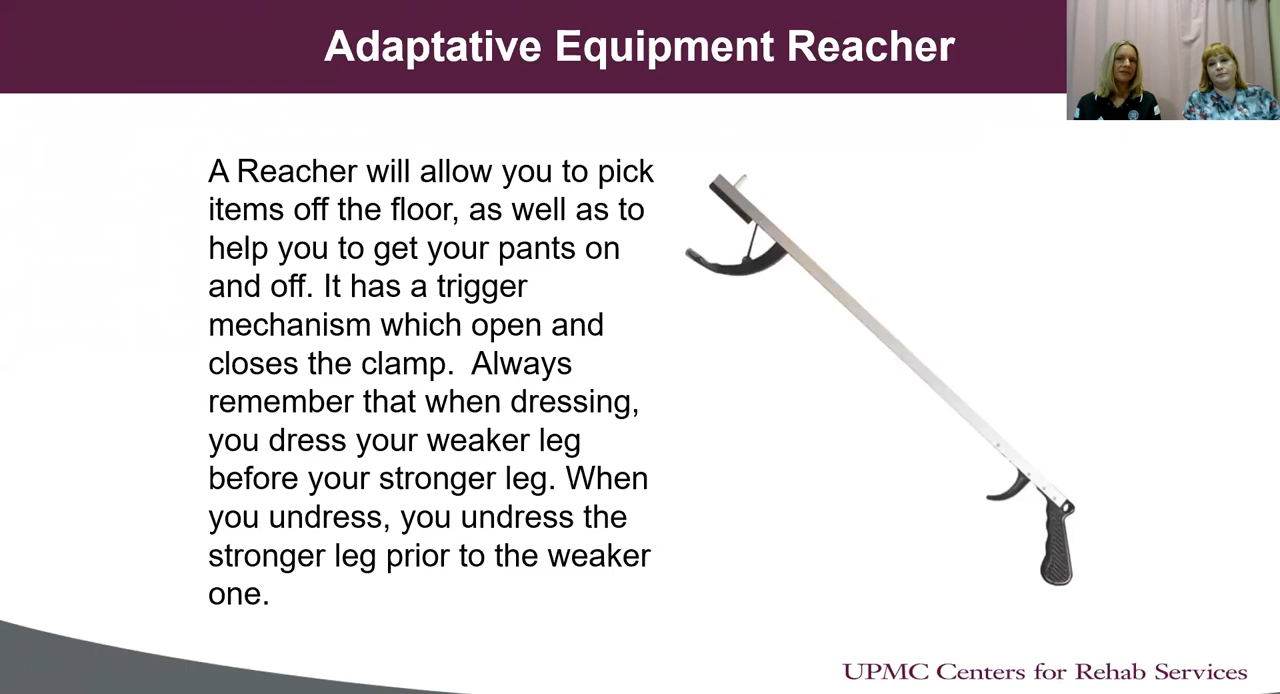 Adaptative Equipment Reacher
A Reacher will allow you to pick
items off the floor, as well as to
help you to get your pants on
and off. It has a trigger
mechanism which open and
closes the clamp.  Always
remember that when dressing,
you dress your weaker leg
before your stronger leg. When
you undress, you undress the
stronger leg prior to the weaker
one.
UPMC Centers for Rehab Services